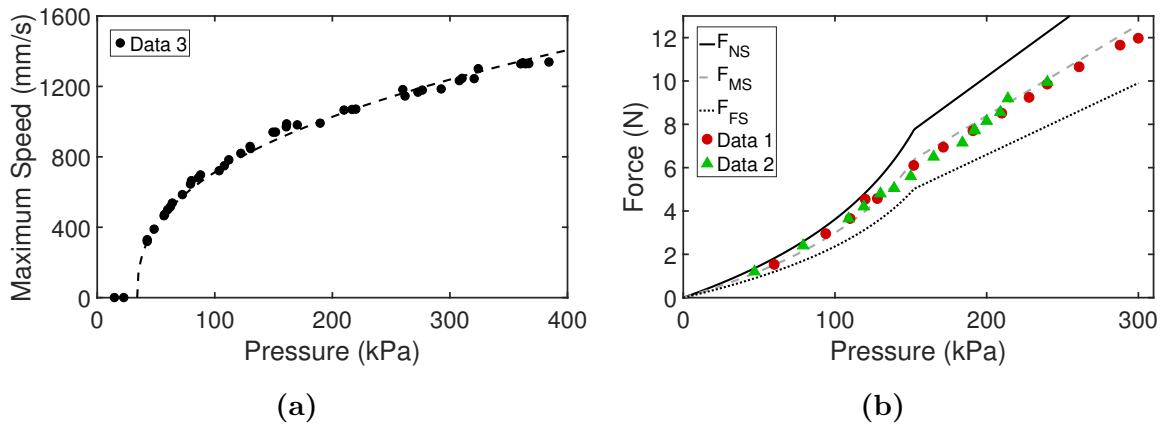 1600
1200
800
400
0
0 100 200 300 400
Maximum Speed (mm/s)
Pressure (kPa)
Data 3
(a)
12
10
8
6
4
2
0
0 100 200 300
Force (N)
Pressure (kPa)
F_NS
F_MS
F_FS
Data 1
Data 2
(b)